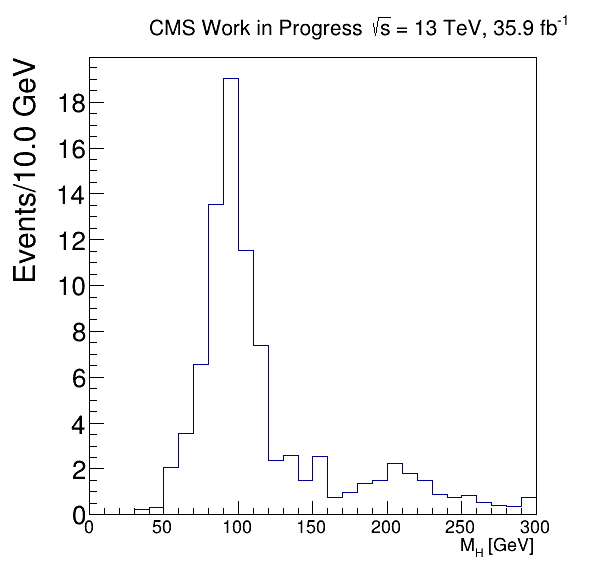 CMS Work in Progress √s = 13 TeV, 35.9 fb⁻¹
Events/10.0 GeV
18
16
14
12
10
8
6
4
2
0
0 50 100 150 200 250 300
M_H [GeV]